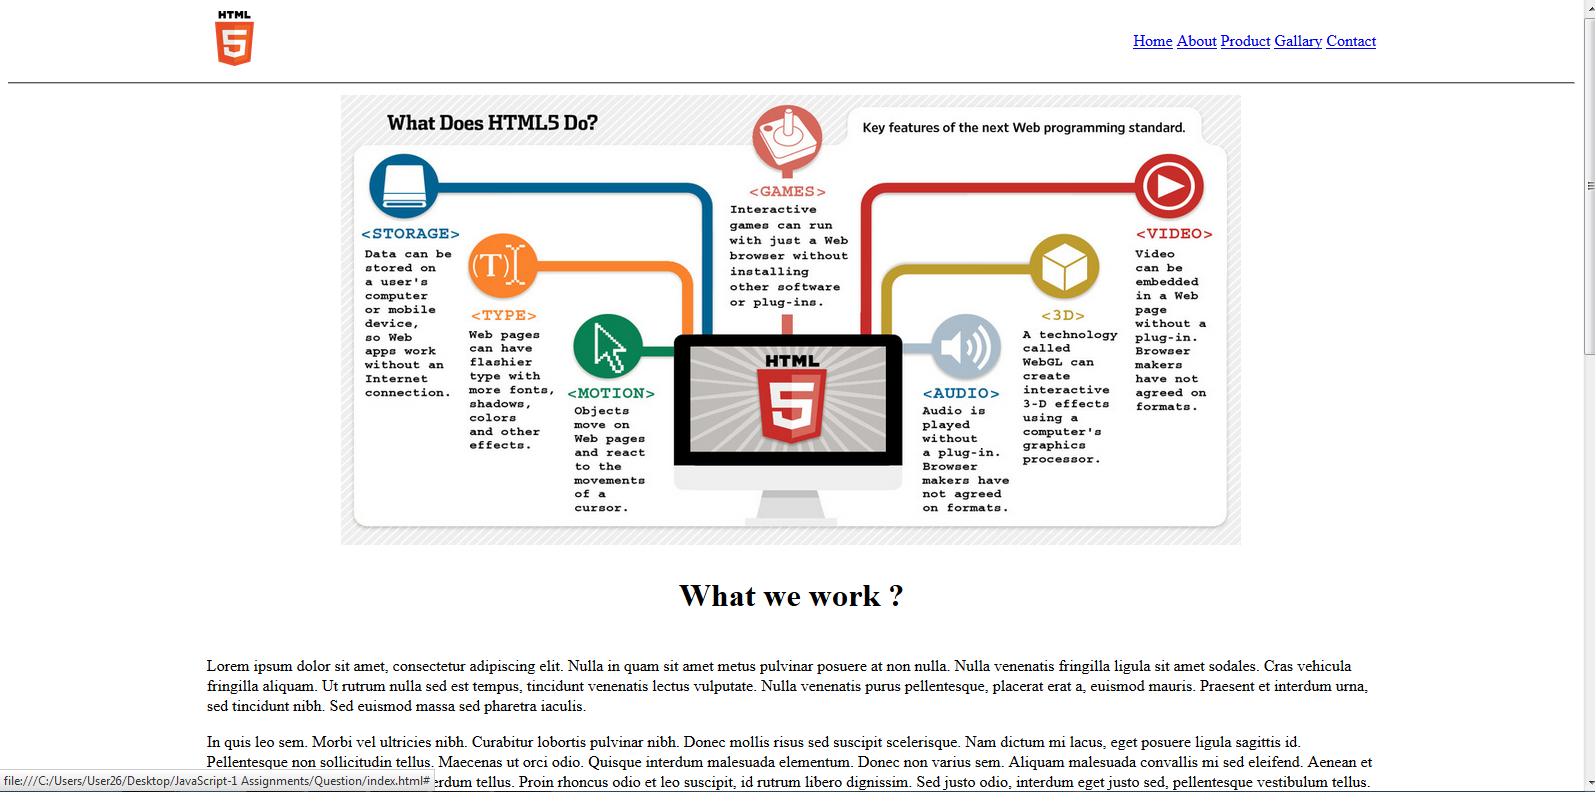 HTML
5
Home About Product Gallary Contact
What Does HTML5 Do?
Key features of the next Web programming standard.
<STORAGE>
Data can be
stored on
a user's
computer
or mobile
device,
so Web
apps work
without an
Internet
connection.
(T)
<TYPE>
Web pages
can have
flashier
type with
more fonts,
shadows,
colors
and other
effects.
<MOTION>
Objects
move on
Web pages
and react
to the
movements
of a
cursor.
<GAMES>
Interactive
games can run
with just a Web
browser without
installing
other software
or plug-ins.
HTML
5
<AUDIO>
Audio is
played
without
a plug-in.
Browser
makers have
not agreed
on formats.
<3D>
A technology
called
WebGL can
create
interactive
3-D effects
using a
computer's
graphics
processor.
<VIDEO>
Video
can be
embedded
in a Web
page
without a
plug-in.
Browser
makers
have not
agreed on
formats.
What we work ?
Lorem ipsum dolor sit amet, consectetur adipiscing elit. Nulla in quam sit amet metus pulvinar posuere at non nulla. Nulla venenatis fringilla ligula sit amet sodales. Cras vehicula
fringilla aliquam. Ut rutrum nulla sed est tempus, tincidunt venenatis lectus vulputate. Nulla venenatis purus pellentesque, placerat erat a, euismod mauris. Praesent et interdum urna,
sed tincidunt nibh. Sed euismod massa sed pharetra iaculis.
In quis leo sem. Morbi vel ultricies nibh. Curabitur lobortis pulvinar nibh. Donec mollis risus sed suscipit scelerisque. Nam dictum mi lacus, eget posuere ligula sagittis id.
Pellentesque non sollicitudin tellus. Maecenas ut orci odio. Quisque interdum malesuada elementum. Donec non varius sem. Aliquam malesuada convallis mi sed eleifend. Aenean et
erdum tellus. Proin rhoncus odio et leo suscipit, id rutrum libero dignissim. Sed justo odio, interdum eget justo sed, pellentesque vestibulum tellus.
file:///C:/Users/User26/Desktop/JavaScript-1 Assignments/Question/index.html#